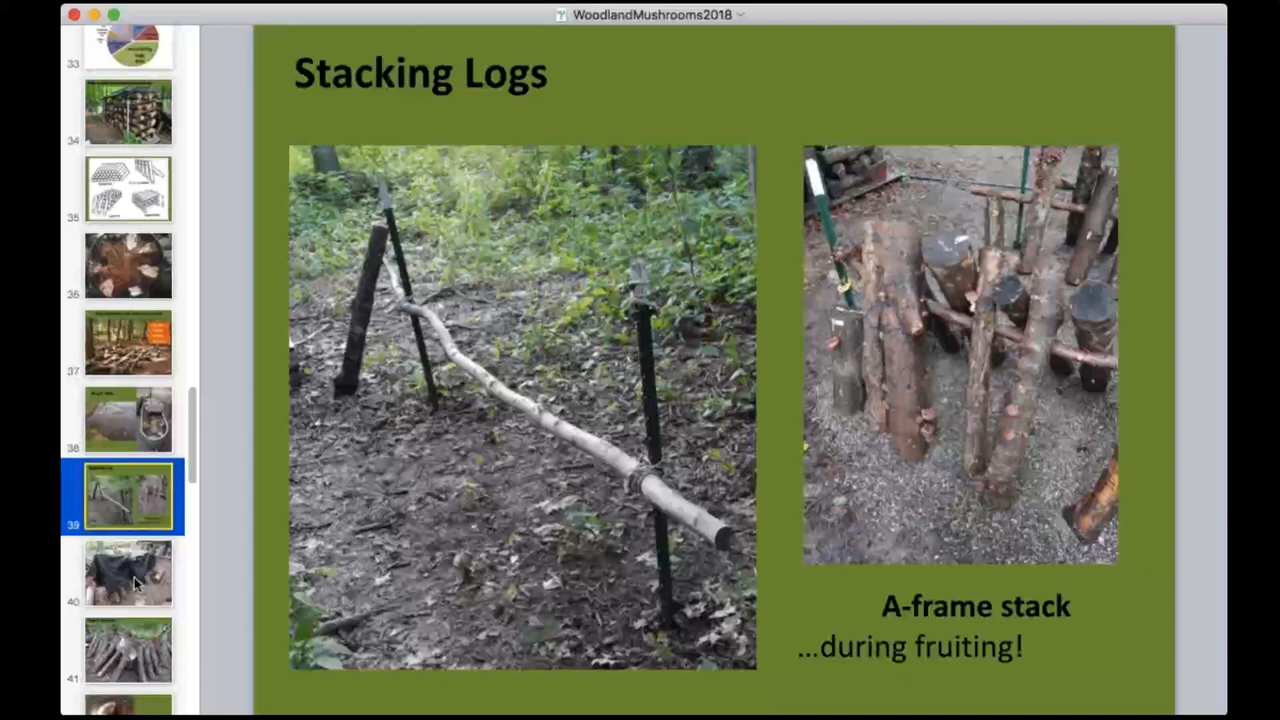 WoodlandMushrooms2018
Stacking Logs
A-frame stack
...during fruiting!
33
34
35
36
37
38
39
40
41